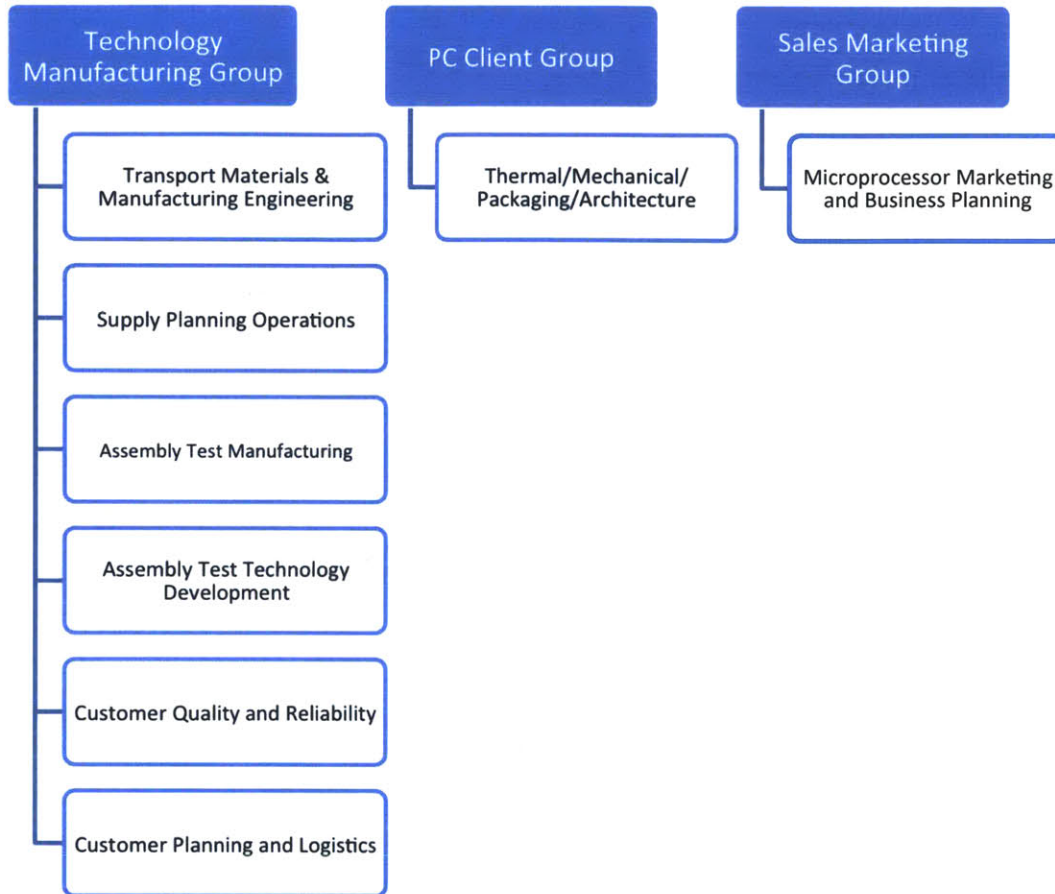 Technology
Manufacturing Group
Transport Materials &
Manufacturing Engineering
Supply Planning Operations
Assembly Test Manufacturing
Assembly Test Technology
Development
Customer Quality and Reliability
Customer Planning and Logistics
PC Client Group
Thermal/Mechanical/
Packaging/Architecture
Sales Marketing
Group
Microprocessor Marketing
and Business Planning